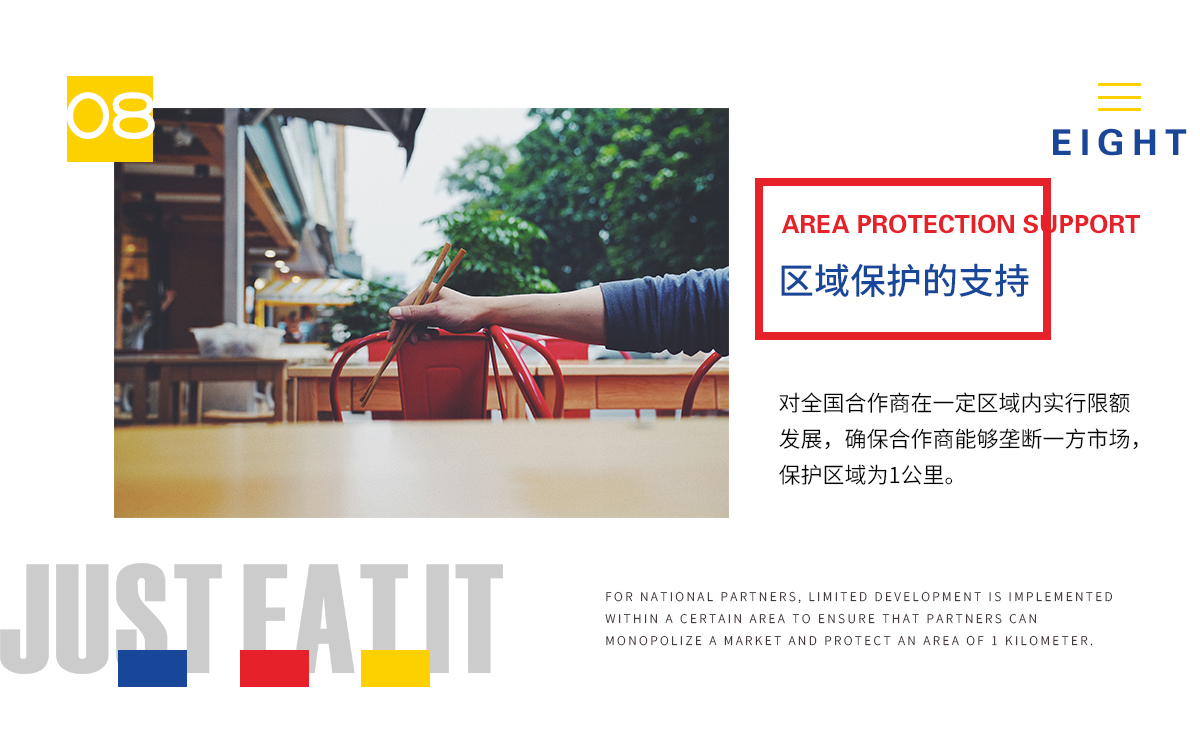 08
EIGHT
AREA PROTECTION SUPPORT
区域保护的支持
对全国合作商在一定区域内实行限额
发展，确保合作商能够垄断一方市场，
保护区域为1公里。
JUST EAT IT
FOR NATIONAL PARTNERS, LIMITED DEVELOPMENT IS IMPLEMENTED
WITHIN A CERTAIN AREA TO ENSURE THAT PARTNERS CAN
MONOPOLIZE A MARKET AND PROTECT AN AREA OF 1 KILOMETER.